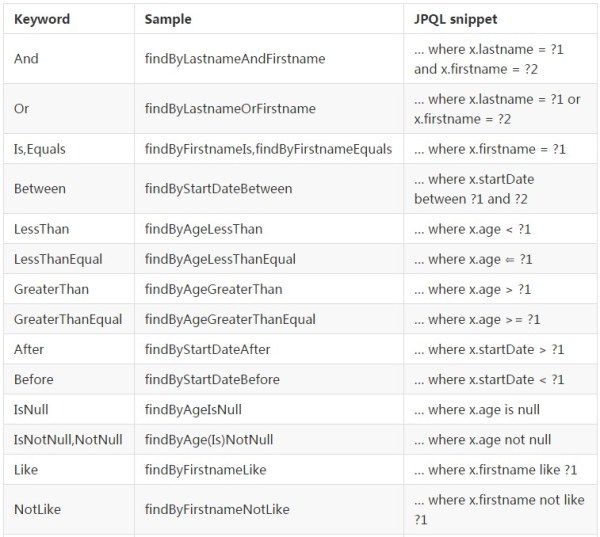 Keyword Sample JPQL snippet
And findByLastnameAndFirstname … where x.lastname = ?1
and x.firstname = ?2
Or findByLastnameOrFirstname … where x.lastname = ?1 or
x.firstname = ?2
Is,Equals findByFirstnameIs,findByFirstnameEquals … where x.firstname = ?1
Between findByStartDateBetween … where x.startDate
between ?1 and ?2
LessThan findByAgeLessThan … where x.age < ?1
LessThanEqual findByAgeLessThanEqual … where x.age ⇐ ?1
GreaterThan findByAgeGreaterThan … where x.age > ?1
GreaterThanEqual findByAgeGreaterThanEqual … where x.age >= ?1
After findByStartDateAfter … where x.startDate > ?1
Before findByStartDateBefore … where x.startDate < ?1
IsNull findByAgeIsNull … where x.age is null
IsNotNull,NotNull findByAge(Is)NotNull … where x.age not null
Like findByFirstnameLike … where x.firstname like ?1
NotLike findByFirstnameNotLike … where x.firstname not like
?1